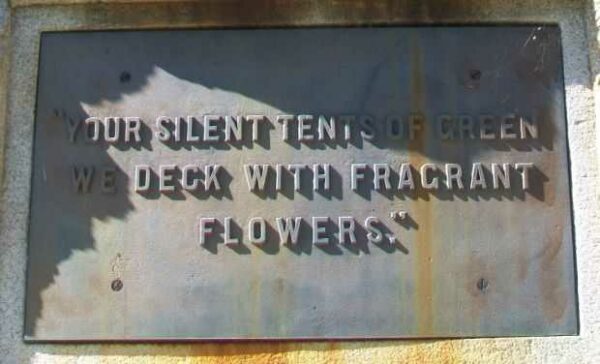 "YOUR SILENT TENTS OF GREEN
WE DECK WITH FRAGRANT
FLOWERS."